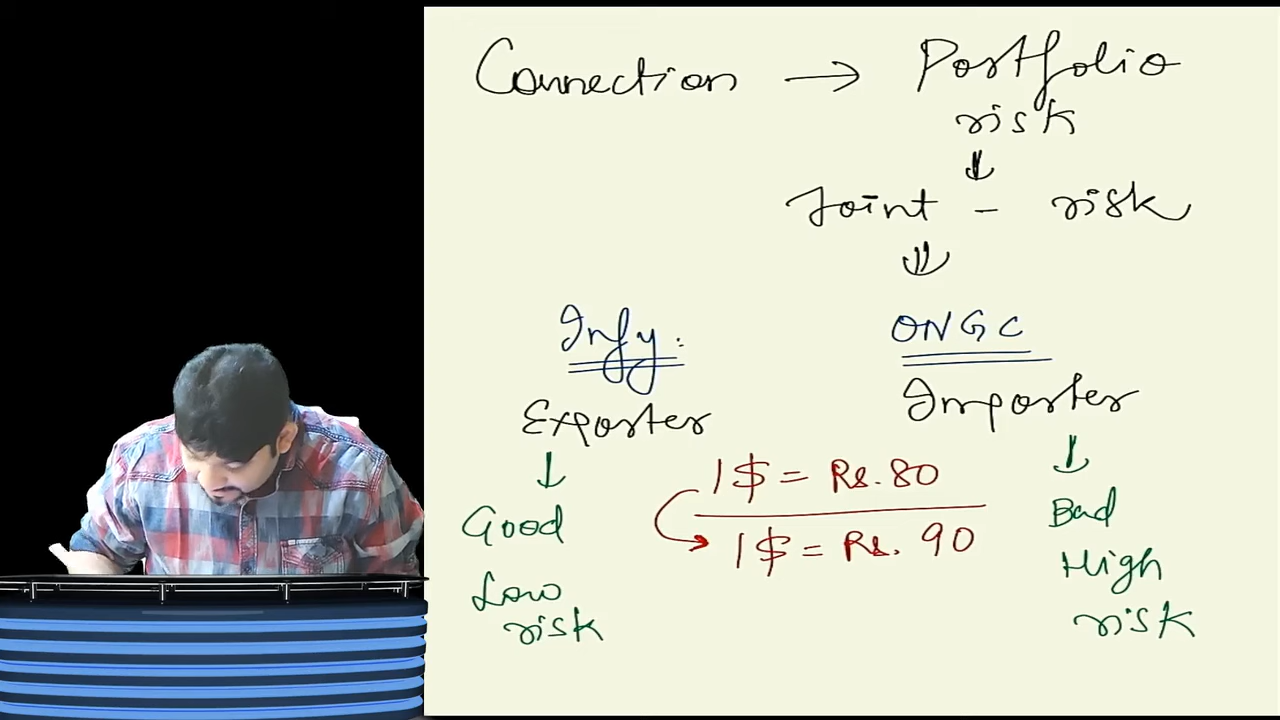 Connection → Portfolio
risk
↓
Joint - risk
⇓
Infy: ONGC
Exporter Importer
↓ ↓
1$ = Rs. 80
Good Bad
1$ = Rs. 90
Low High
risk risk